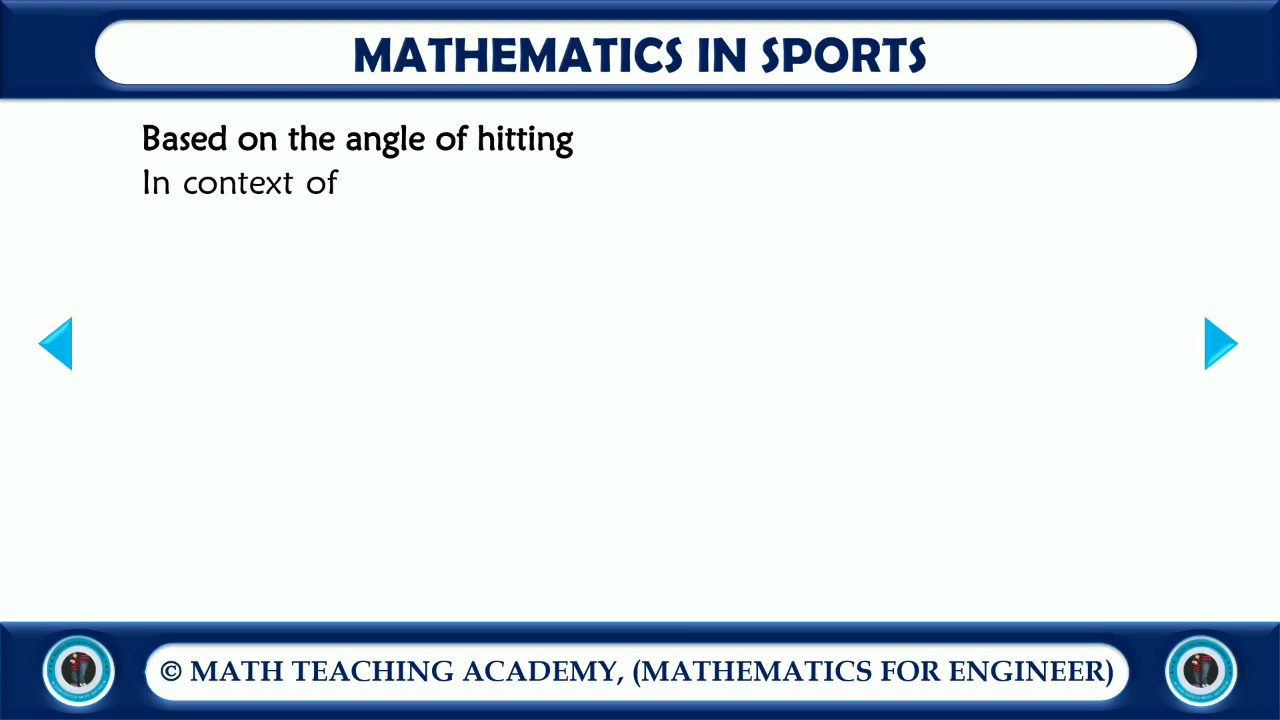 MATHEMATICS IN SPORTS
Based on the angle of hitting
In context of
© MATH TEACHING ACADEMY, (MATHEMATICS FOR ENGINEER)